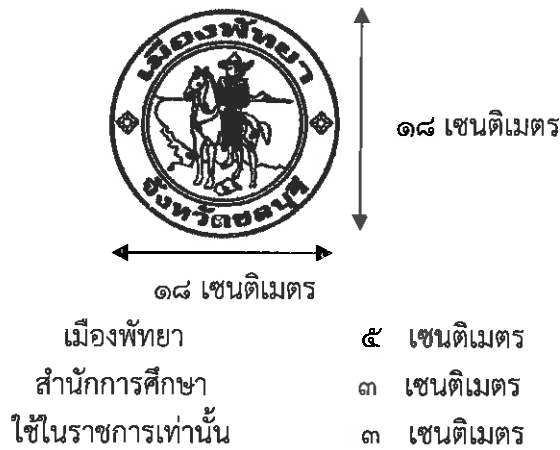 เมืองพัทยา
จังหวัดชลบุรี
๑๘ เซนติเมตร
๑๘ เซนติเมตร
เมืองพัทยา ๕ เซนติเมตร
สำนักการศึกษา ๓ เซนติเมตร
ใช้ในราชการเท่านั้น ๓ เซนติเมตร